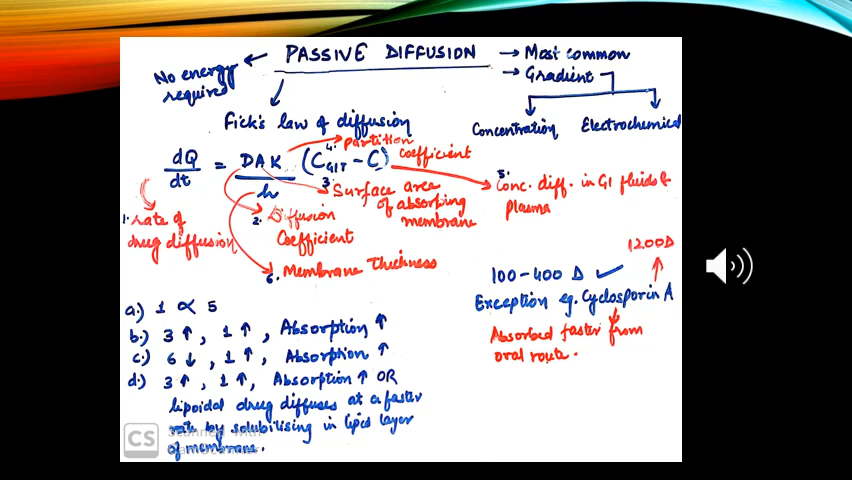 PASSIVE DIFFUSION
No energy required
→ Most common
→ Gradient
Concentration
Electrochemical
Fick's law of diffusion
dQ/dt = DAK/h (CGIT - C)
1. rate of drug diffusion
2. Diffusion Coefficient
3. Surface area of absorbing membrane
4. Partition coefficient
5. Conc. diff. in GI fluids & plasma
6. Membrane Thickness
100-400 D ✓
1200D
Exception eg. Cyclosporin A
Absorbed faster from
oral route.
a.) 1 ∝ 5
b.) 3↑, 1↑, Absorption ↑
c.) 6↓, 1↑, Absorption ↑
d.) 3↑, 1↑, Absorption ↑ OR
lipoidal drug diffuses at a faster
rate by solubilising in lipid layer
of membrane.
CS
Scanned with
CamScanner